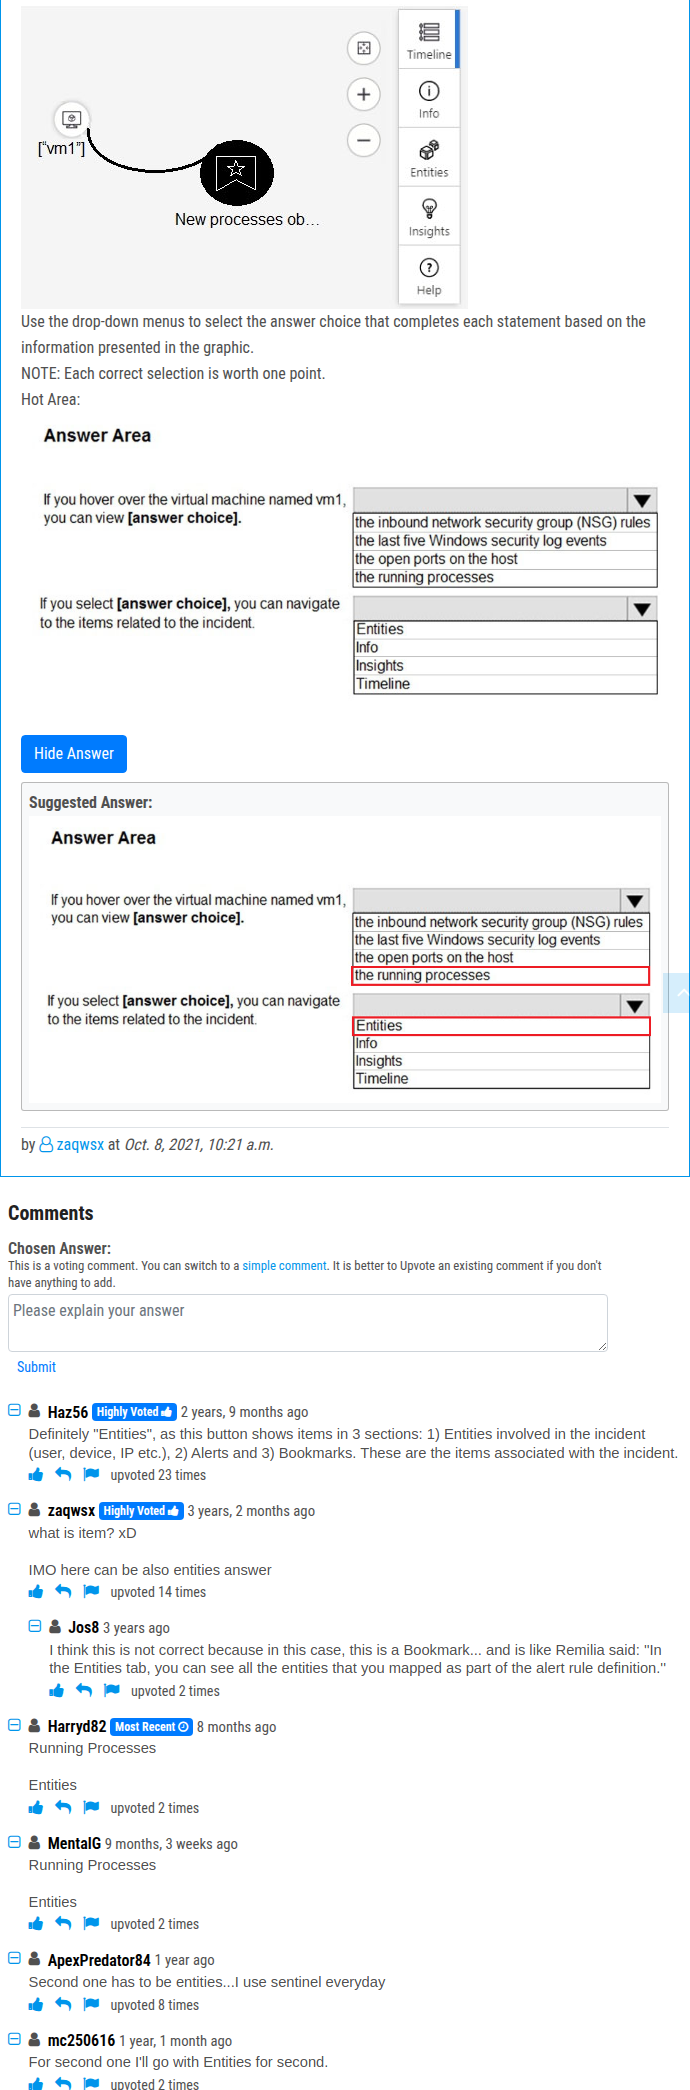 Timeline
Info
["vm1"]
Entities
New processes ob...
Insights
Help
Use the drop-down menus to select the answer choice that completes each statement based on the
information presented in the graphic.
NOTE: Each correct selection is worth one point.
Hot Area:
Answer Area
If you hover over the virtual machine named vm1,
you can view [answer choice].
the inbound network security group (NSG) rules
the last five Windows security log events
the open ports on the host
the running processes
If you select [answer choice], you can navigate
to the items related to the incident.
Entities
Info
Insights
Timeline
Hide Answer
Suggested Answer:
Answer Area
If you hover over the virtual machine named vm1,
you can view [answer choice].
the inbound network security group (NSG) rules
the last five Windows security log events
the open ports on the host
the running processes
If you select [answer choice], you can navigate
to the items related to the incident.
Entities
Info
Insights
Timeline
by zaqwsx at Oct. 8, 2021, 10:21 a.m.
Comments
Chosen Answer:
This is a voting comment. You can switch to a simple comment. It is better to Upvote an existing comment if you don't
have anything to add.
Please explain your answer
Submit
Haz56 Highly Voted 2 years, 9 months ago
Definitely "Entities", as this button shows items in 3 sections: 1) Entities involved in the incident
(user, device, IP etc.), 2) Alerts and 3) Bookmarks. These are the items associated with the incident.
upvoted 23 times
zaqwsx Highly Voted 3 years, 2 months ago
what is item? xD
IMO here can be also entities answer
upvoted 14 times
Jos8 3 years ago
I think this is not correct because in this case, this is a Bookmark... and is like Remilia said: "In
the Entities tab, you can see all the entities that you mapped as part of the alert rule definition."
upvoted 2 times
Harryd82 Most Recent 8 months ago
Running Processes
Entities
upvoted 2 times
MentalG 9 months, 3 weeks ago
Running Processes
Entities
upvoted 2 times
ApexPredator84 1 year ago
Second one has to be entities...I use sentinel everyday
upvoted 8 times
mc250616 1 year, 1 month ago
For second one I'll go with Entities for second.
upvoted 2 times